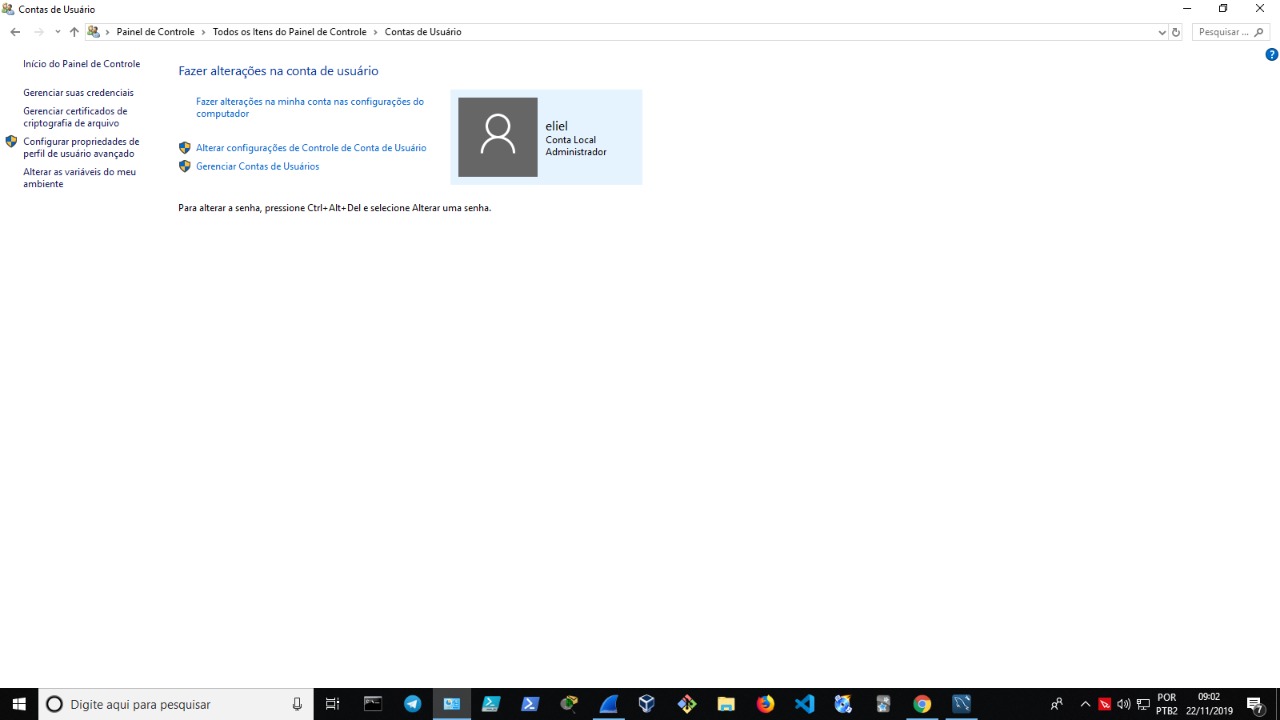 Contas de Usuário
Painel de Controle
Todos os Itens do Painel de Controle
Contas de Usuário
Pesquisar ...
Início do Painel de Controle
Gerenciar suas credenciais
Gerenciar certificados de
criptografia de arquivo
Configurar propriedades de
perfil de usuário avançado
Alterar as variáveis do meu
ambiente
Fazer alterações na conta de usuário
Fazer alterações na minha conta nas configurações do
computador
Alterar configurações de Controle de Conta de Usuário
Gerenciar Contas de Usuários
eliel
Conta Local
Administrador
Para alterar a senha, pressione Ctrl+Alt+Del e selecione Alterar uma senha.
Digite aqui para pesquisar
POR
PTB2
09:02
22/11/2019
7